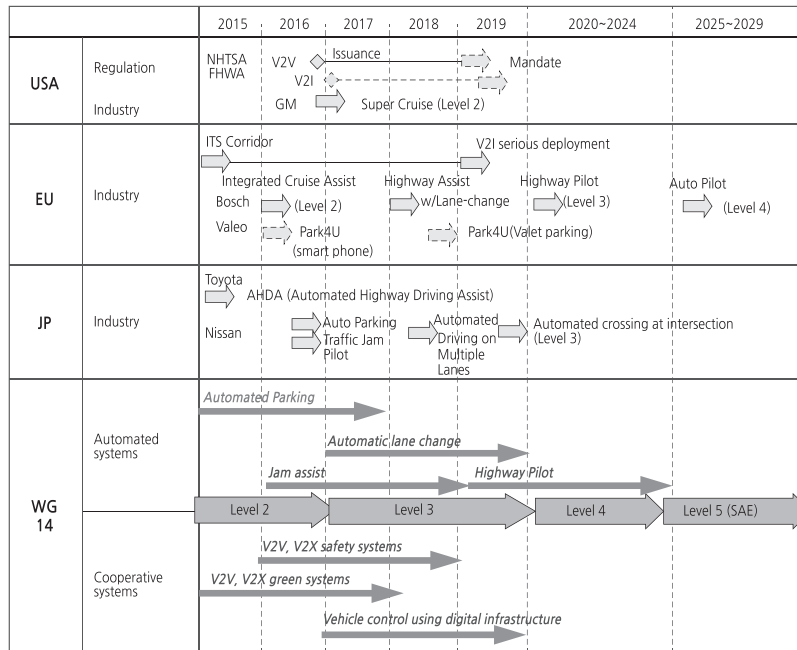 2015 2016 2017 2018 2019 2020~2024 2025~2029
USA
Regulation
NHTSA
FHWA
V2V
Issuance
Mandate
V2I
Industry
GM
Super Cruise (Level 2)
EU
Industry
ITS Corridor
V2I serious deployment
Integrated Cruise Assist
Highway Assist
Highway Pilot
Auto Pilot
Bosch
(Level 2)
w/Lane-change
(Level 3)
(Level 4)
Valeo
Park4U
(smart phone)
Park4U(Valet parking)
JP
Industry
Toyota
AHDA (Automated Highway Driving Assist)
Nissan
Auto Parking
Traffic Jam
Pilot
Automated
Driving on
Multiple
Lanes
Automated crossing at intersection
(Level 3)
WG
14
Automated
systems
Automated Parking
Automatic lane change
Jam assist
Highway Pilot
Level 2
Level 3
Level 4
Level 5 (SAE)
Cooperative
systems
V2V, V2X safety systems
V2V, V2X green systems
Vehicle control using digital infrastructure